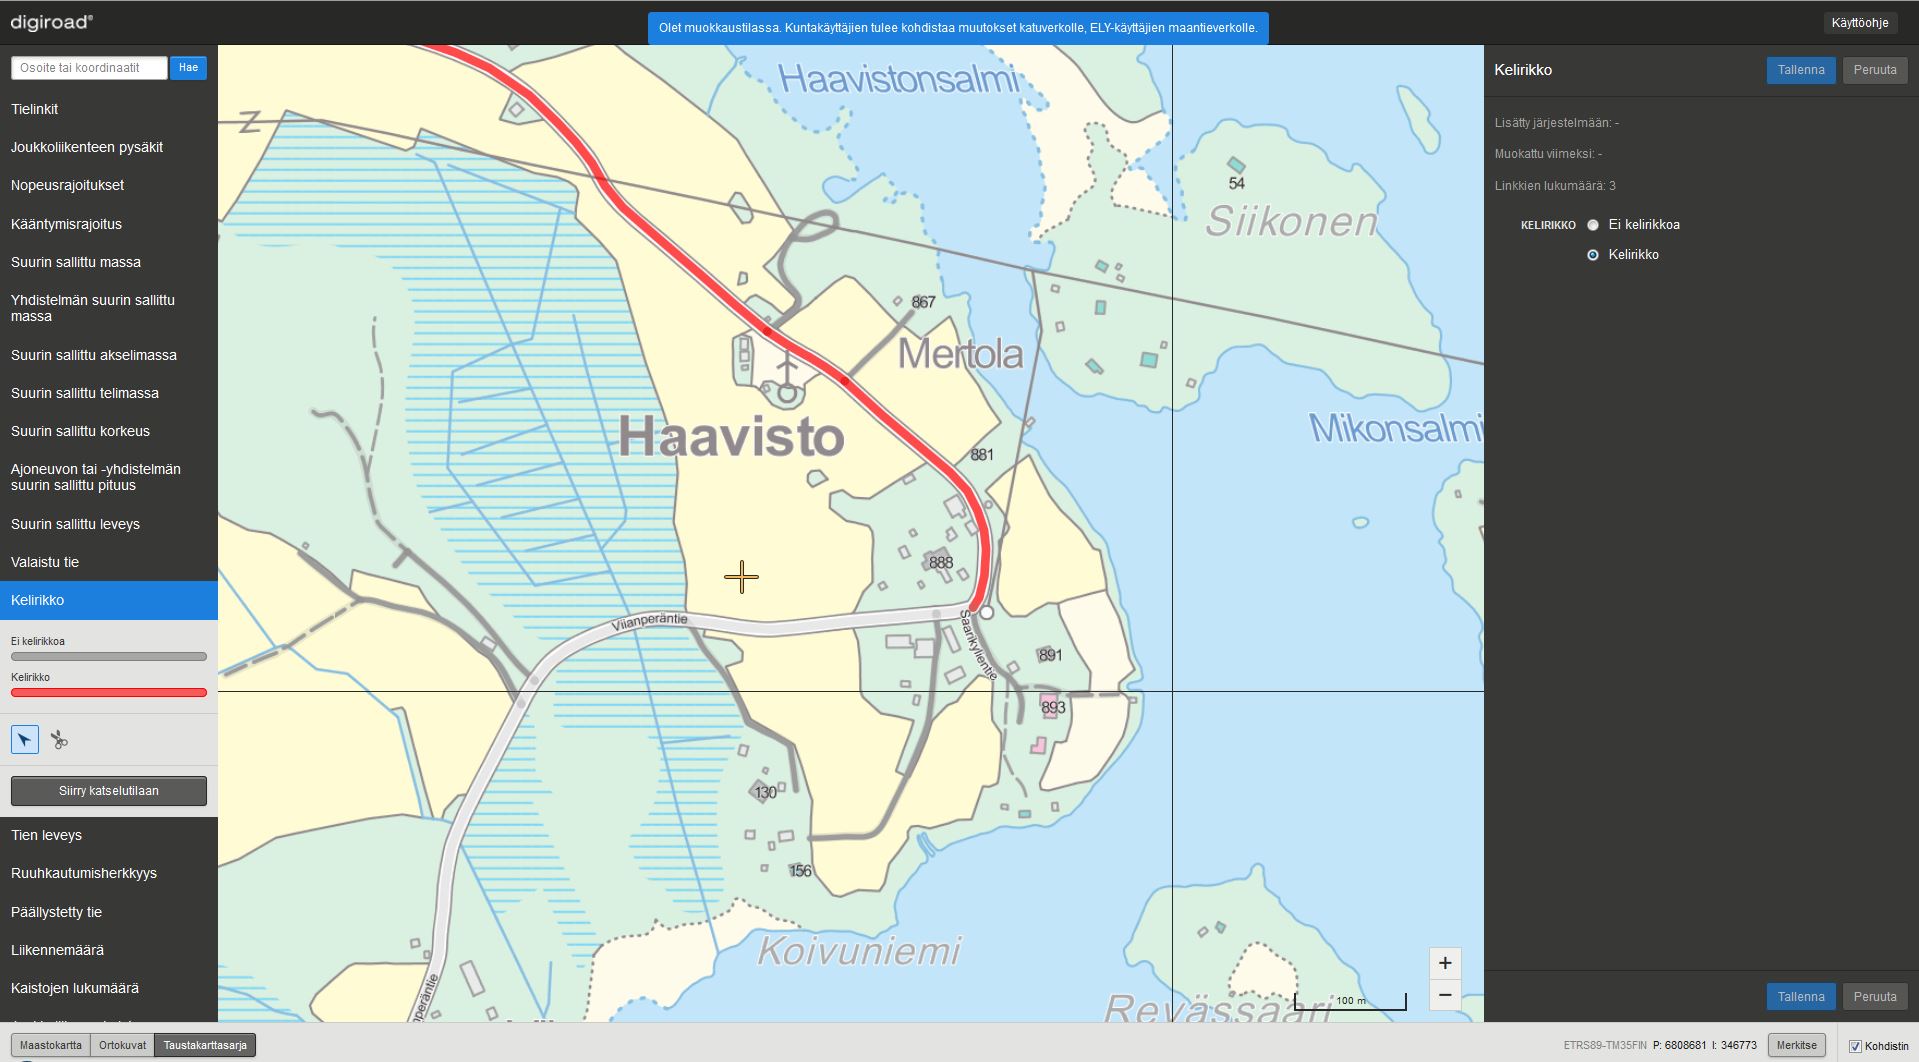 digiroad®
Olet muokkaustilassa. Kuntakäyttäjien tulee kohdistaa muutokset katuverkolle, ELY-käyttäjien maantieverkolle.
Käyttöohje
Osoite tai koordinaatit
Hae
Tielinkit
Joukkoliikenteen pysäkit
Nopeusrajoitukset
Kääntymisrajoitus
Suurin sallittu massa
Yhdistelmän suurin sallittu
massa
Suurin sallittu akselimassa
Suurin sallittu telimassa
Suurin sallittu korkeus
Ajoneuvon tai -yhdistelmän
suurin sallittu pituus
Suurin sallittu leveys
Valaistu tie
Kelirikko
Ei kelirikkoa
Kelirikko
Siirry katselutilaan
Tien leveys
Ruuhkautumisherkkyys
Päällystetty tie
Liikennemäärä
Kaistojen lukumäärä
Haavistonsalmi
Z
54
Siikonen
867
Mertola
Mikonsalmi
Haavisto
881
888
Viianperäntie
Saarikylientie
891
893
130
156
Koivuniemi
Revässaari
100 m
+
−
Kelirikko
Tallenna
Peruuta
Lisätty järjestelmään: -
Muokattu viimeksi: -
Linkkien lukumäärä: 3
KELIRIKKO
Ei kelirikkoa
Kelirikko
Tallenna
Peruuta
Maastokartta
Ortokuvat
Taustakarttasarja
ETRS89-TM35FIN P: 6808681 I: 346773
Merkitse
Kohdistin